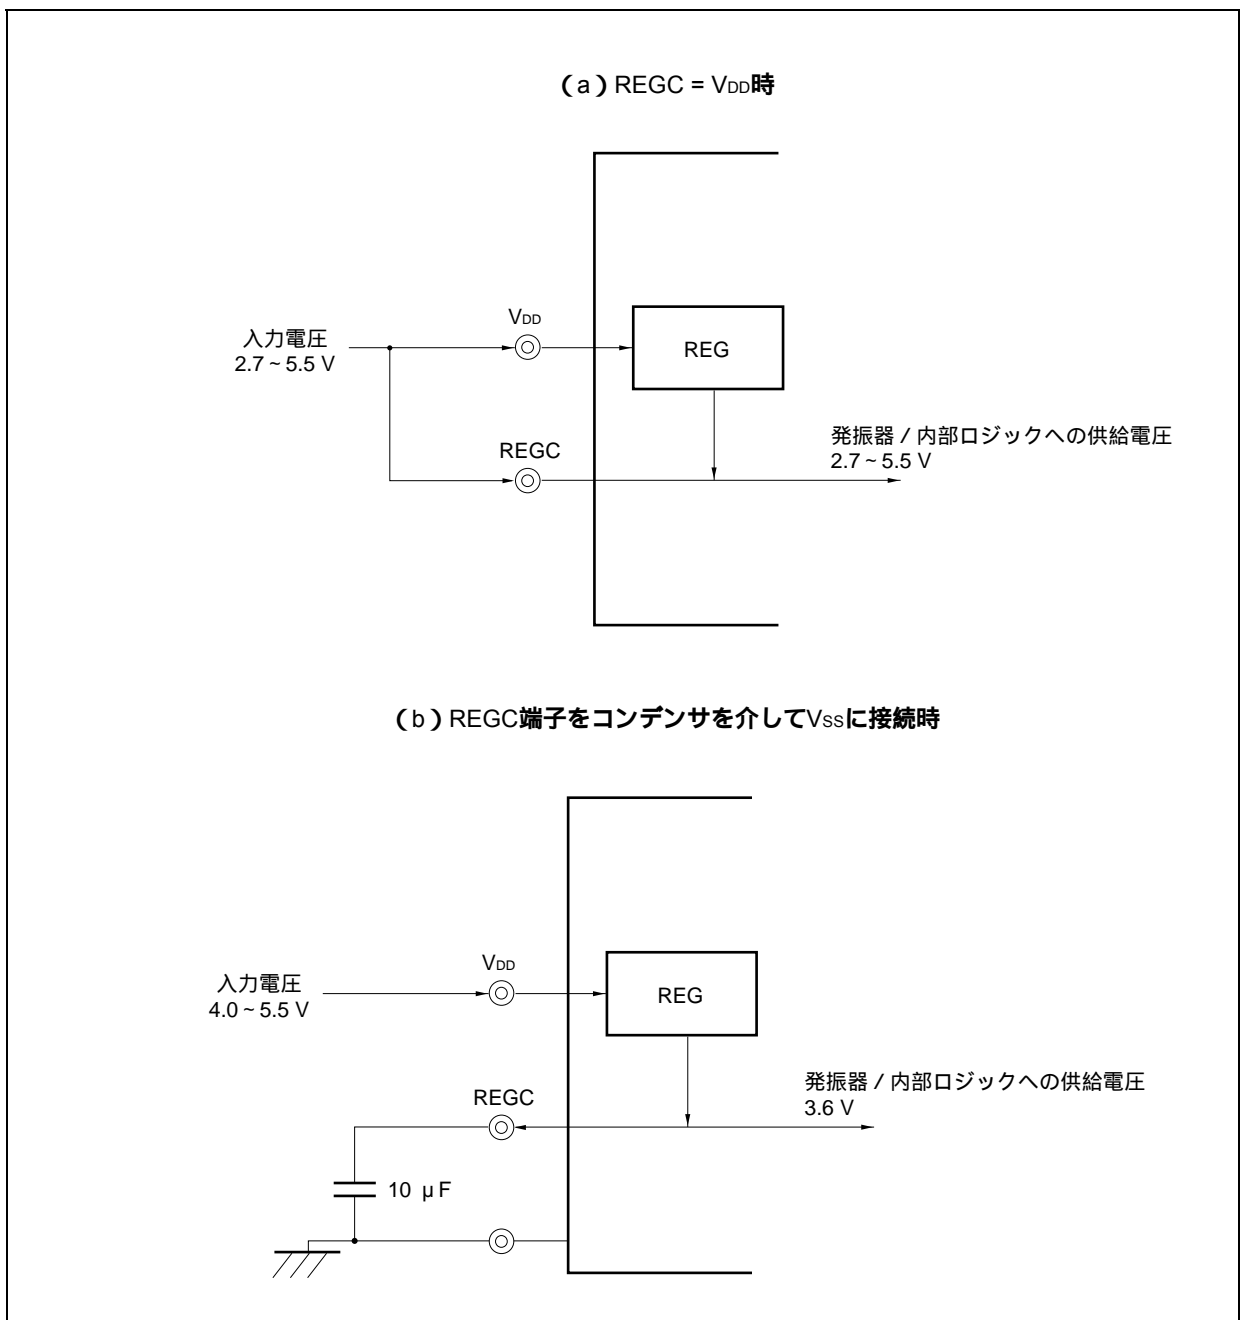 （a）REGC = VDD時
VDD
入力電圧
2.7～5.5 V
REG
REGC
発振器 / 内部ロジックへの供給電圧
2.7～5.5 V
（b）REGC端子をコンデンサを介してVSSに接続時
VDD
入力電圧
4.0～5.5 V
REG
発振器 / 内部ロジックへの供給電圧
3.6 V
REGC
10 μF